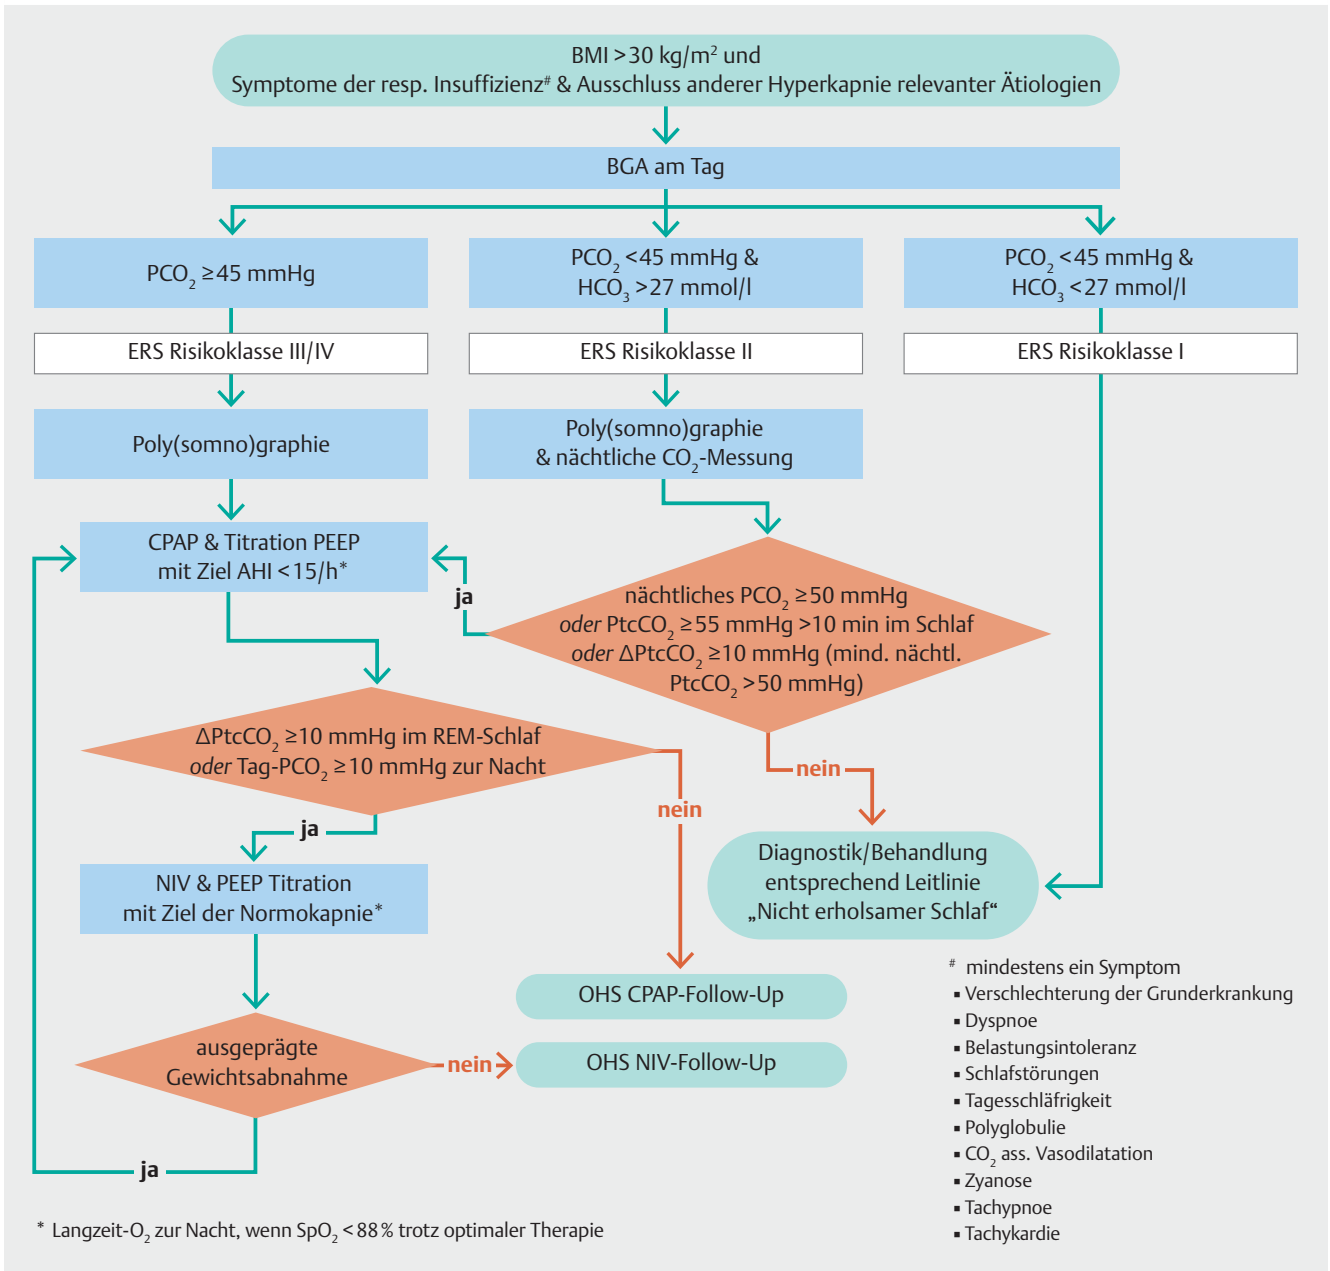 BMI >30 kg/m² und
Symptome der resp. Insuffizienz# & Ausschluss anderer Hyperkapnie relevanter Ätiologien
BGA am Tag
PCO₂ ≥45 mmHg
PCO₂ <45 mmHg &
HCO₃ >27 mmol/l
PCO₂ <45 mmHg &
HCO₃ <27 mmol/l
ERS Risikoklasse III/IV
ERS Risikoklasse II
ERS Risikoklasse I
Poly(somno)graphie
Poly(somno)graphie
& nächtliche CO₂-Messung
CPAP & Titration PEEP
mit Ziel AHI <15/h*
ja
nächtliches PCO₂ ≥50 mmHg
oder PtcCO₂ ≥55 mmHg >10 min im Schlaf
oder ΔPtcCO₂ ≥10 mmHg (mind. nächtl.
PtcCO₂ >50 mmHg)
ΔPtcCO₂ ≥10 mmHg im REM-Schlaf
oder Tag-PCO₂ ≥10 mmHg zur Nacht
nein
nein
ja
Diagnostik/Behandlung
entsprechend Leitlinie
„Nicht erholsamer Schlaf“
NIV & PEEP Titration
mit Ziel der Normokapnie*
OHS CPAP-Follow-Up
ausgeprägte
Gewichtsabnahme
nein
OHS NIV-Follow-Up
ja
# mindestens ein Symptom
▪ Verschlechterung der Grunderkrankung
▪ Dyspnoe
▪ Belastungsintoleranz
▪ Schlafstörungen
▪ Tagesschläfrigkeit
▪ Polyglobulie
▪ CO₂ ass. Vasodilatation
▪ Zyanose
▪ Tachypnoe
▪ Tachykardie
* Langzeit-O₂ zur Nacht, wenn SpO₂ <88% trotz optimaler Therapie